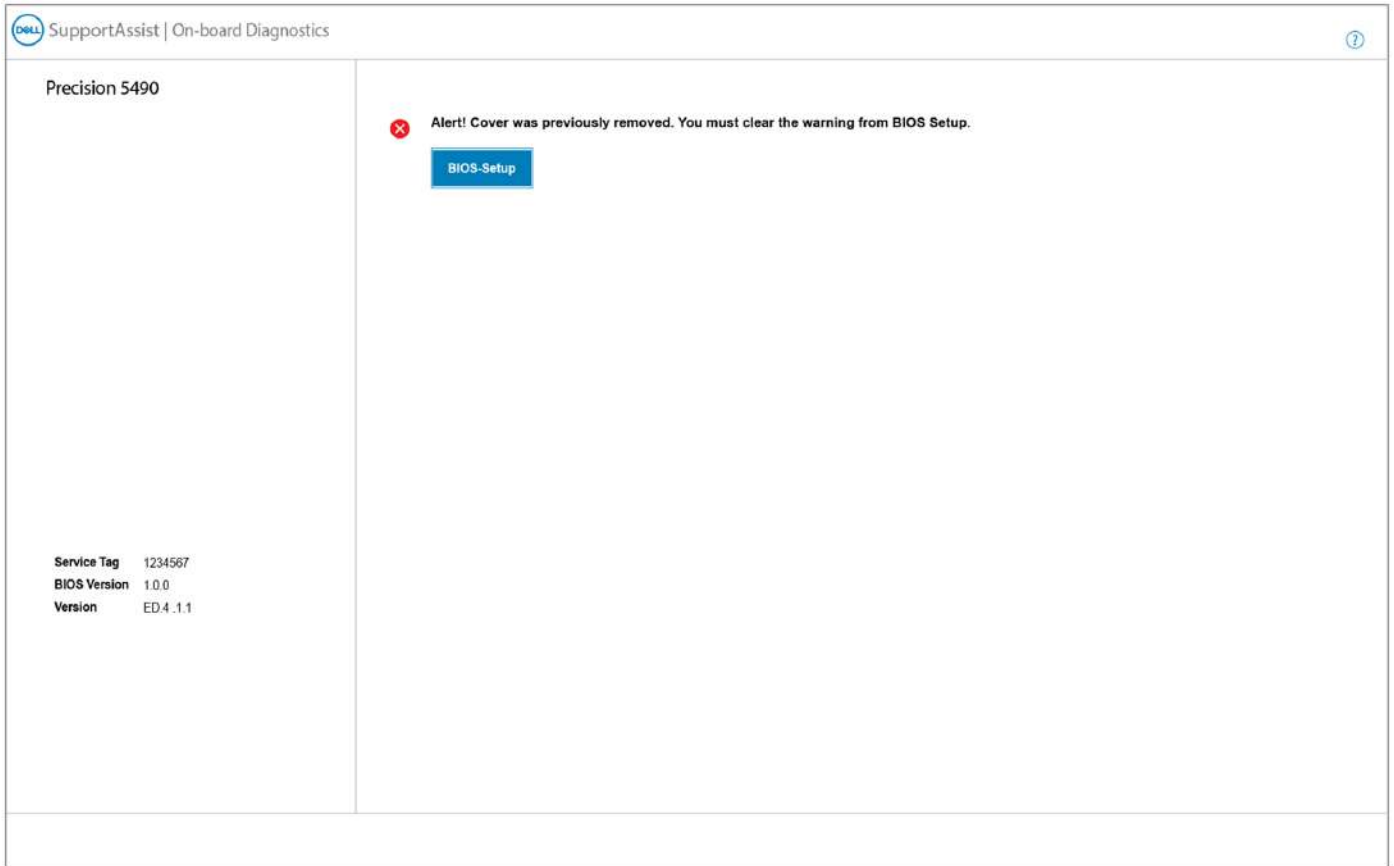 DELL SupportAssist | On-board Diagnostics
?
Precision 5490
Alert! Cover was previously removed. You must clear the warning from BIOS Setup.
BIOS-Setup
Service Tag 1234567
BIOS Version 1.0.0
Version ED.4 .1.1